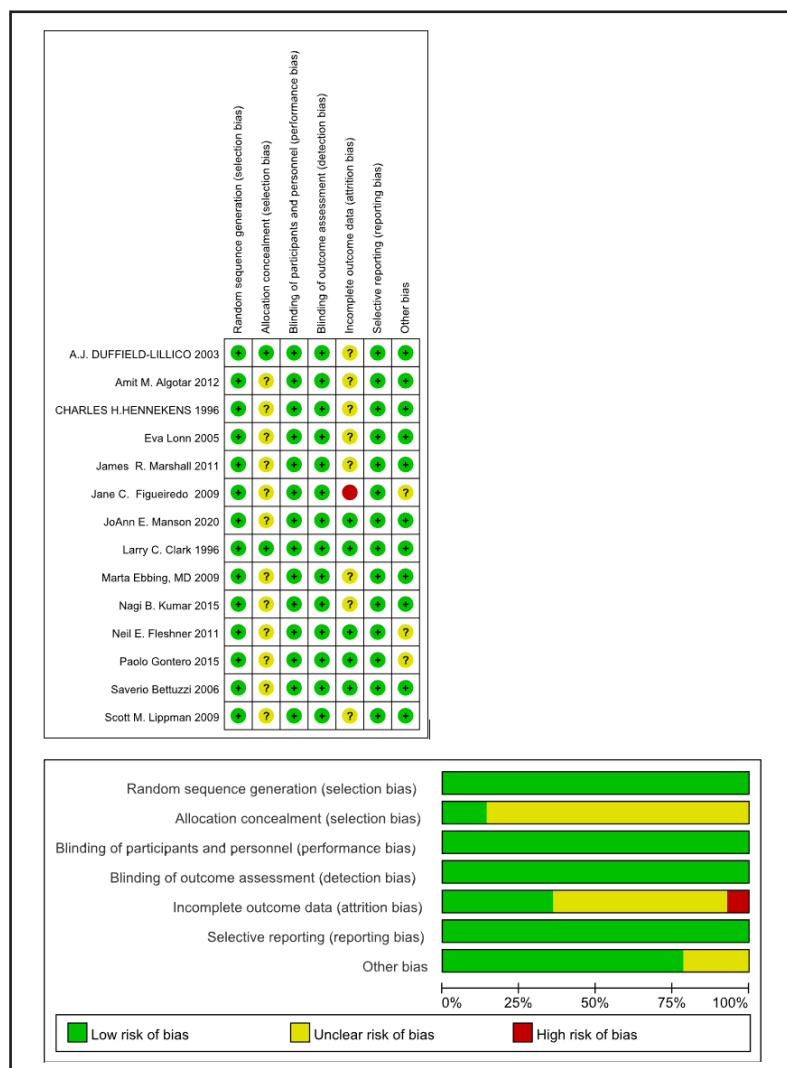 Random sequence generation (selection bias)
Allocation concealment (selection bias)
Blinding of participants and personnel (performance bias)
Blinding of outcome assessment (detection bias)
Incomplete outcome data (attrition bias)
Selective reporting (reporting bias)
Other bias
A.J. DUFFIELD-LILLICO 2003 + + + + ? + +
Amit M. Algotar 2012 + ? + + ? + +
CHARLES H.HENNEKENS 1996 + ? + + ? + +
Eva Lonn 2005 + ? + + ? + +
James R. Marshall 2011 + ? + + ? + +
Jane C. Figueiredo 2009 + ? + + + ?
JoAnn E. Manson 2020 + ? + + + + +
Larry C. Clark 1996 + + + + + + +
Marta Ebbing, MD 2009 + ? + + ? + +
Nagi B. Kumar 2015 + ? + + ? + +
Neil E. Fleshner 2011 + ? + + + + ?
Paolo Gontero 2015 + ? + + + + ?
Saverio Bettuzzi 2006 + ? + + + + +
Scott M. Lippman 2009 + ? + + ? + +
Random sequence generation (selection bias)
Allocation concealment (selection bias)
Blinding of participants and personnel (performance bias)
Blinding of outcome assessment (detection bias)
Incomplete outcome data (attrition bias)
Selective reporting (reporting bias)
Other bias
0% 25% 50% 75% 100%
Low risk of bias Unclear risk of bias High risk of bias